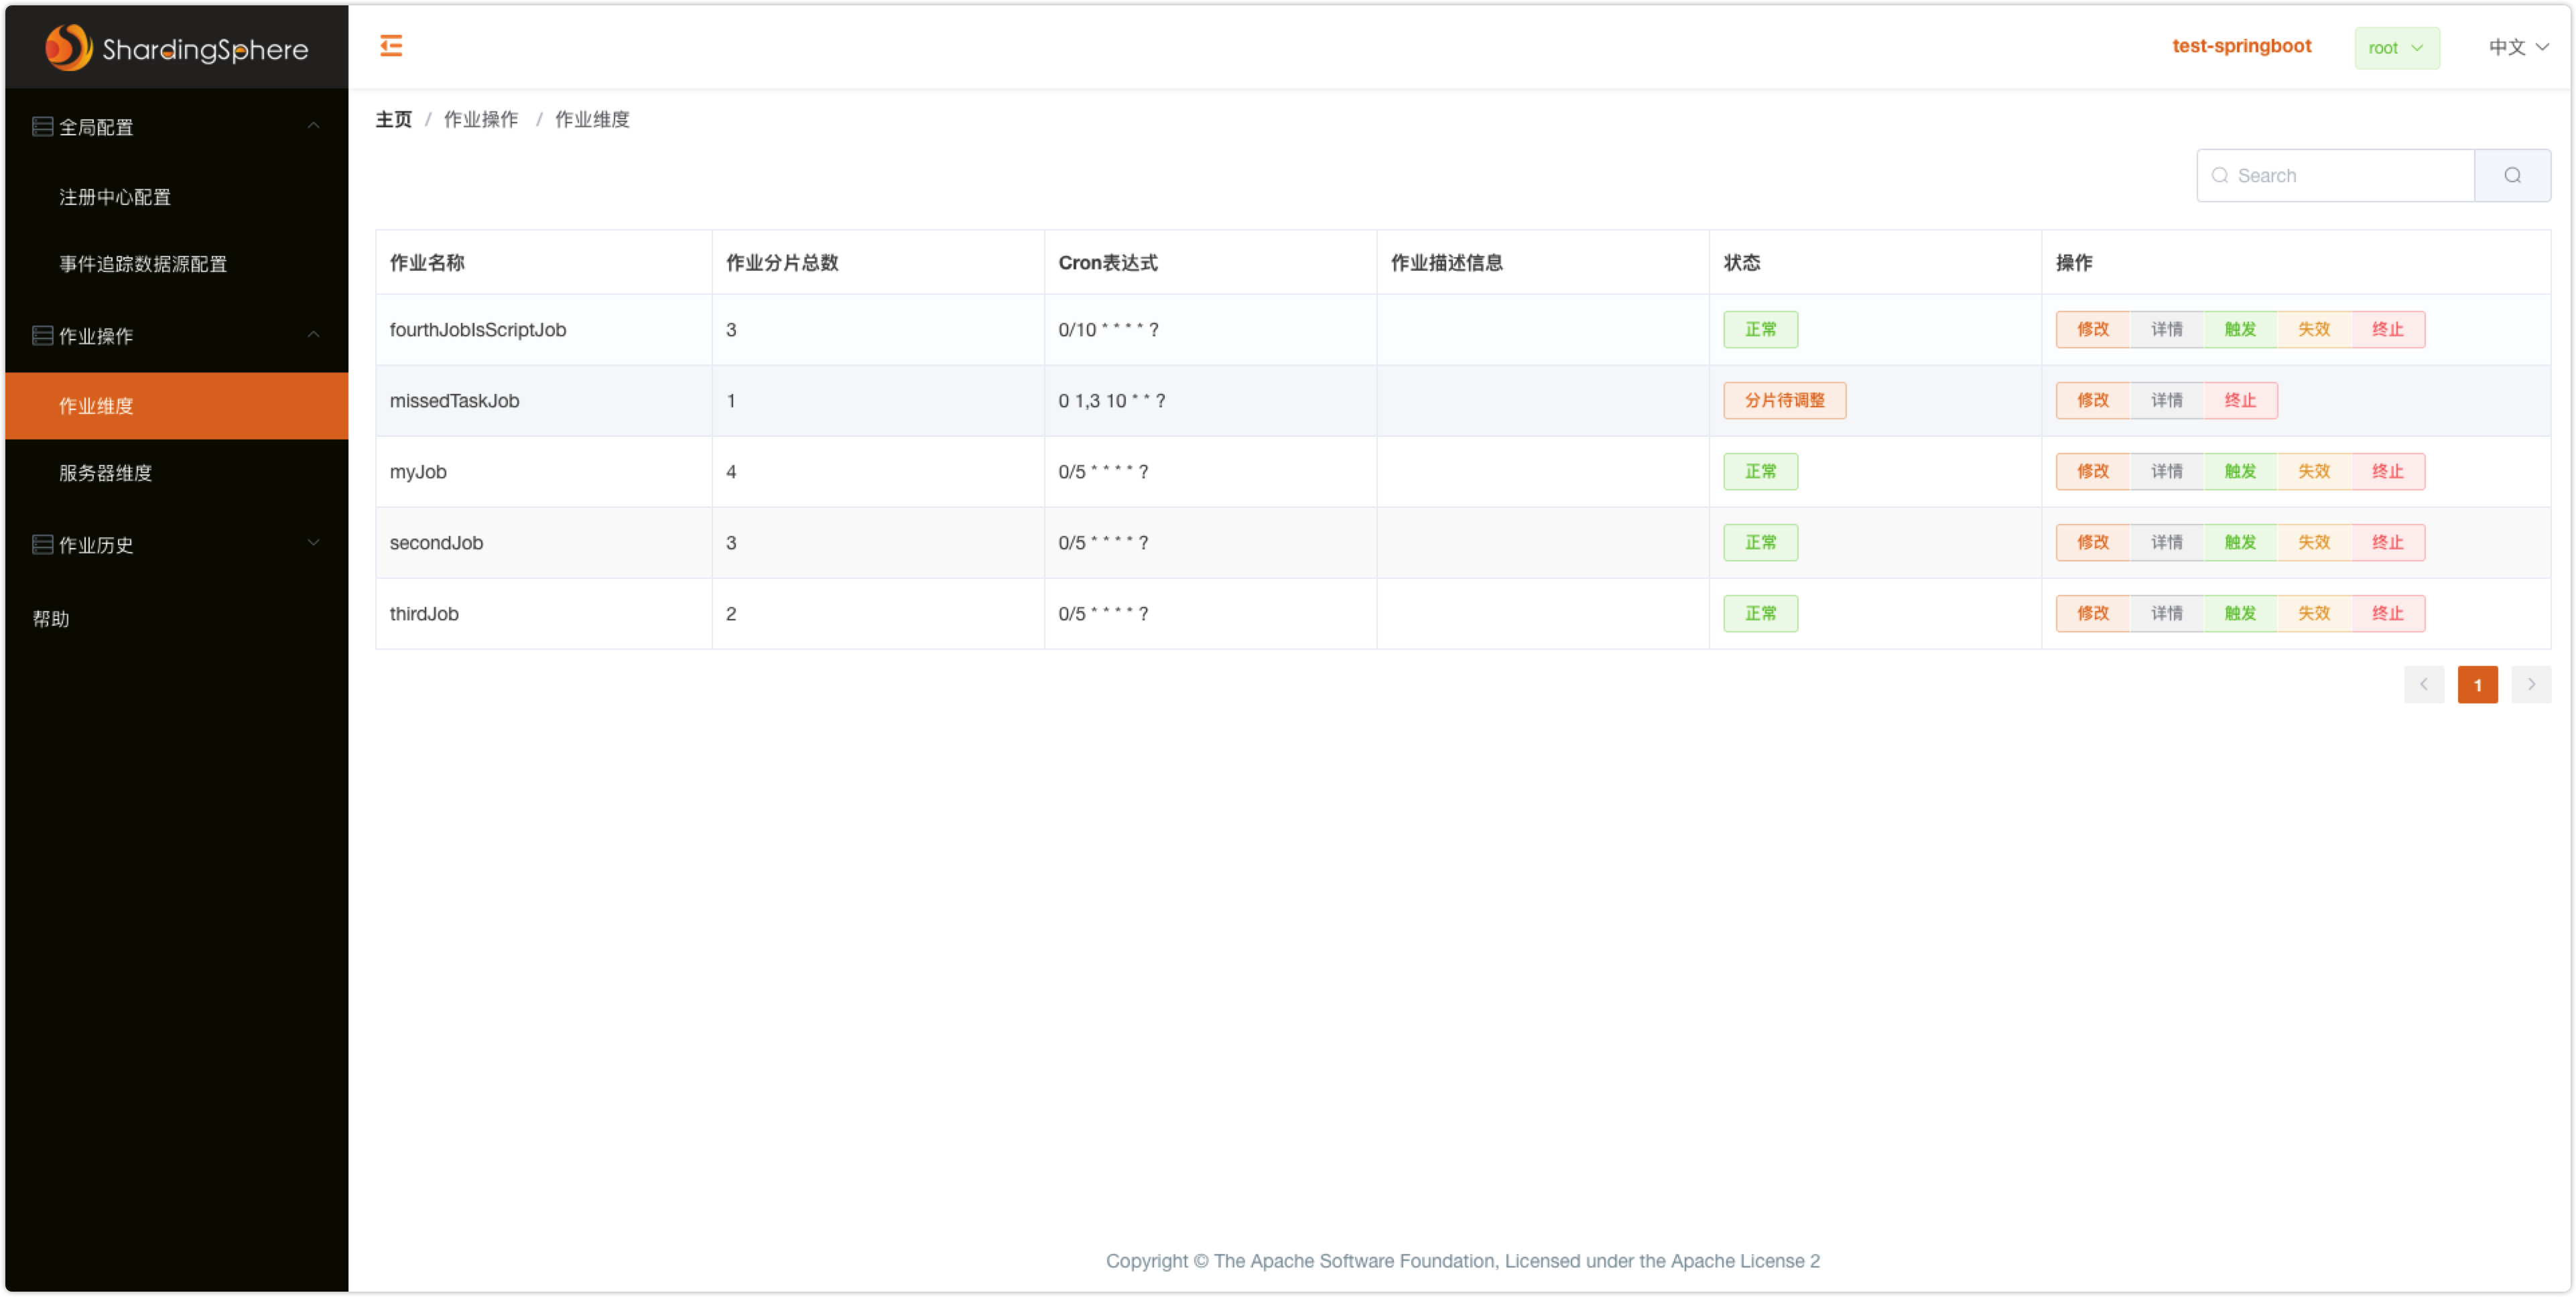 ShardingSphere
test-springboot
root
中文
全局配置
注册中心配置
事件追踪数据源配置
作业操作
作业维度
服务器维度
作业历史
帮助
主页 / 作业操作 / 作业维度
Search
作业名称 作业分片总数 Cron表达式 作业描述信息 状态 操作
fourthJobIsScriptJob 3 0/10 * * * * ? 正常 修改 详情 触发 失效 终止
missedTaskJob 1 0 1,3 10 * * ? 分片待调整 修改 详情 终止
myJob 4 0/5 * * * * ? 正常 修改 详情 触发 失效 终止
secondJob 3 0/5 * * * * ? 正常 修改 详情 触发 失效 终止
thirdJob 2 0/5 * * * * ? 正常 修改 详情 触发 失效 终止
1
Copyright © The Apache Software Foundation, Licensed under the Apache License 2